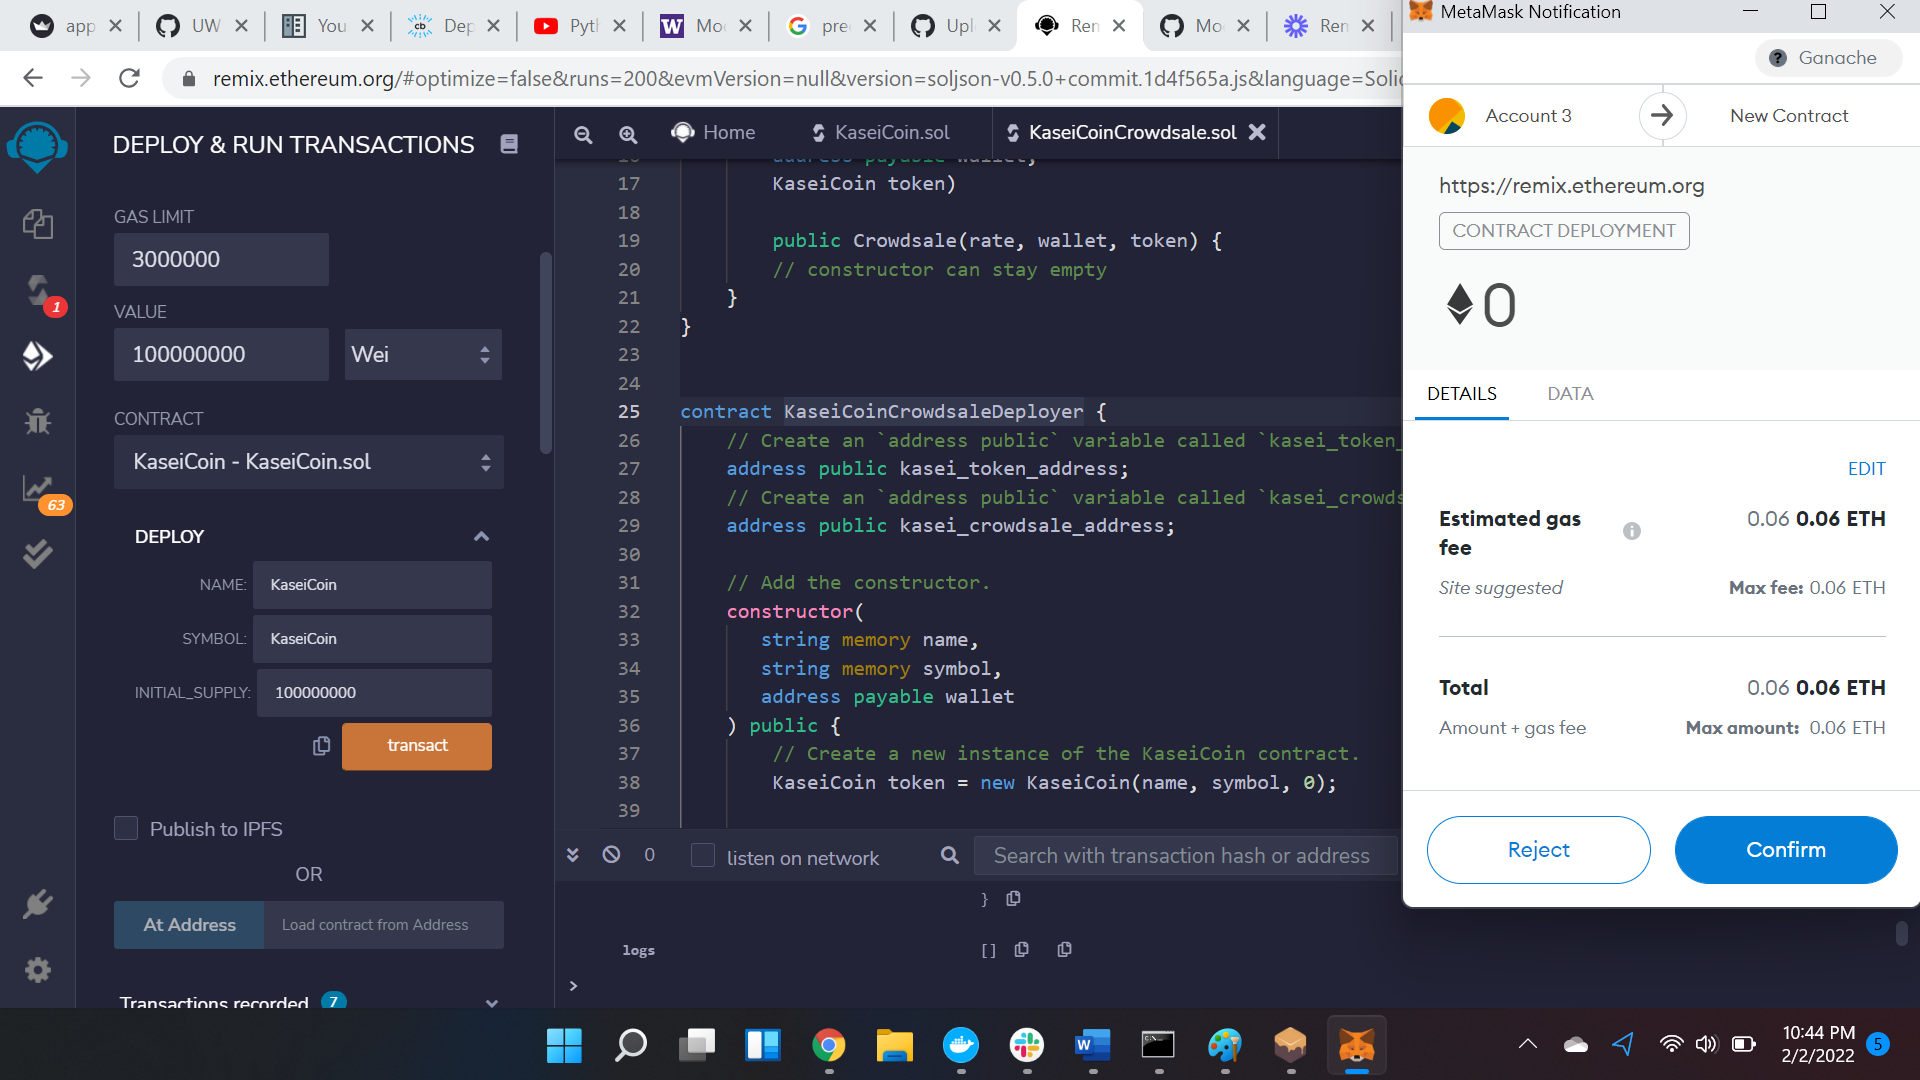 app
UW
You
Dep
Pyth
Moc
prec
Upl
Rem
Mo
Rem
remix.ethereum.org/#optimize=false&runs=200&evmVersion=null&version=soljson-v0.5.0+commit.1d4f565a.js&language=Solid
DEPLOY & RUN TRANSACTIONS
GAS LIMIT
3000000
VALUE
100000000
Wei
CONTRACT
KaseiCoin - KaseiCoin.sol
DEPLOY
NAME:
KaseiCoin
SYMBOL:
KaseiCoin
INITIAL_SUPPLY:
100000000
transact
Publish to IPFS
OR
At Address
Load contract from Address
Transactions recorded 7
1
63
Home
KaseiCoin.sol
KaseiCoinCrowdsale.sol
16 address payable wallet,
17 KaseiCoin token)
18
19 public Crowdsale(rate, wallet, token) {
20 // constructor can stay empty
21 }
22 }
23
24
25 contract KaseiCoinCrowdsaleDeployer {
26 // Create an `address public` variable called `kasei_token_
27 address public kasei_token_address;
28 // Create an `address public` variable called `kasei_crowds
29 address public kasei_crowdsale_address;
30
31 // Add the constructor.
32 constructor(
33 string memory name,
34 string memory symbol,
35 address payable wallet
36 ) public {
37 // Create a new instance of the KaseiCoin contract.
38 KaseiCoin token = new KaseiCoin(name, symbol, 0);
39
0
listen on network
Search with transaction hash or address
}
logs
[]
>
MetaMask Notification
Ganache
Account 3
New Contract
https://remix.ethereum.org
CONTRACT DEPLOYMENT
0
DETAILS
DATA
EDIT
Estimated gas fee
0.06 0.06 ETH
Site suggested
Max fee: 0.06 ETH
Total
0.06 0.06 ETH
Amount + gas fee
Max amount: 0.06 ETH
Reject
Confirm
10:44 PM
2/2/2022
5